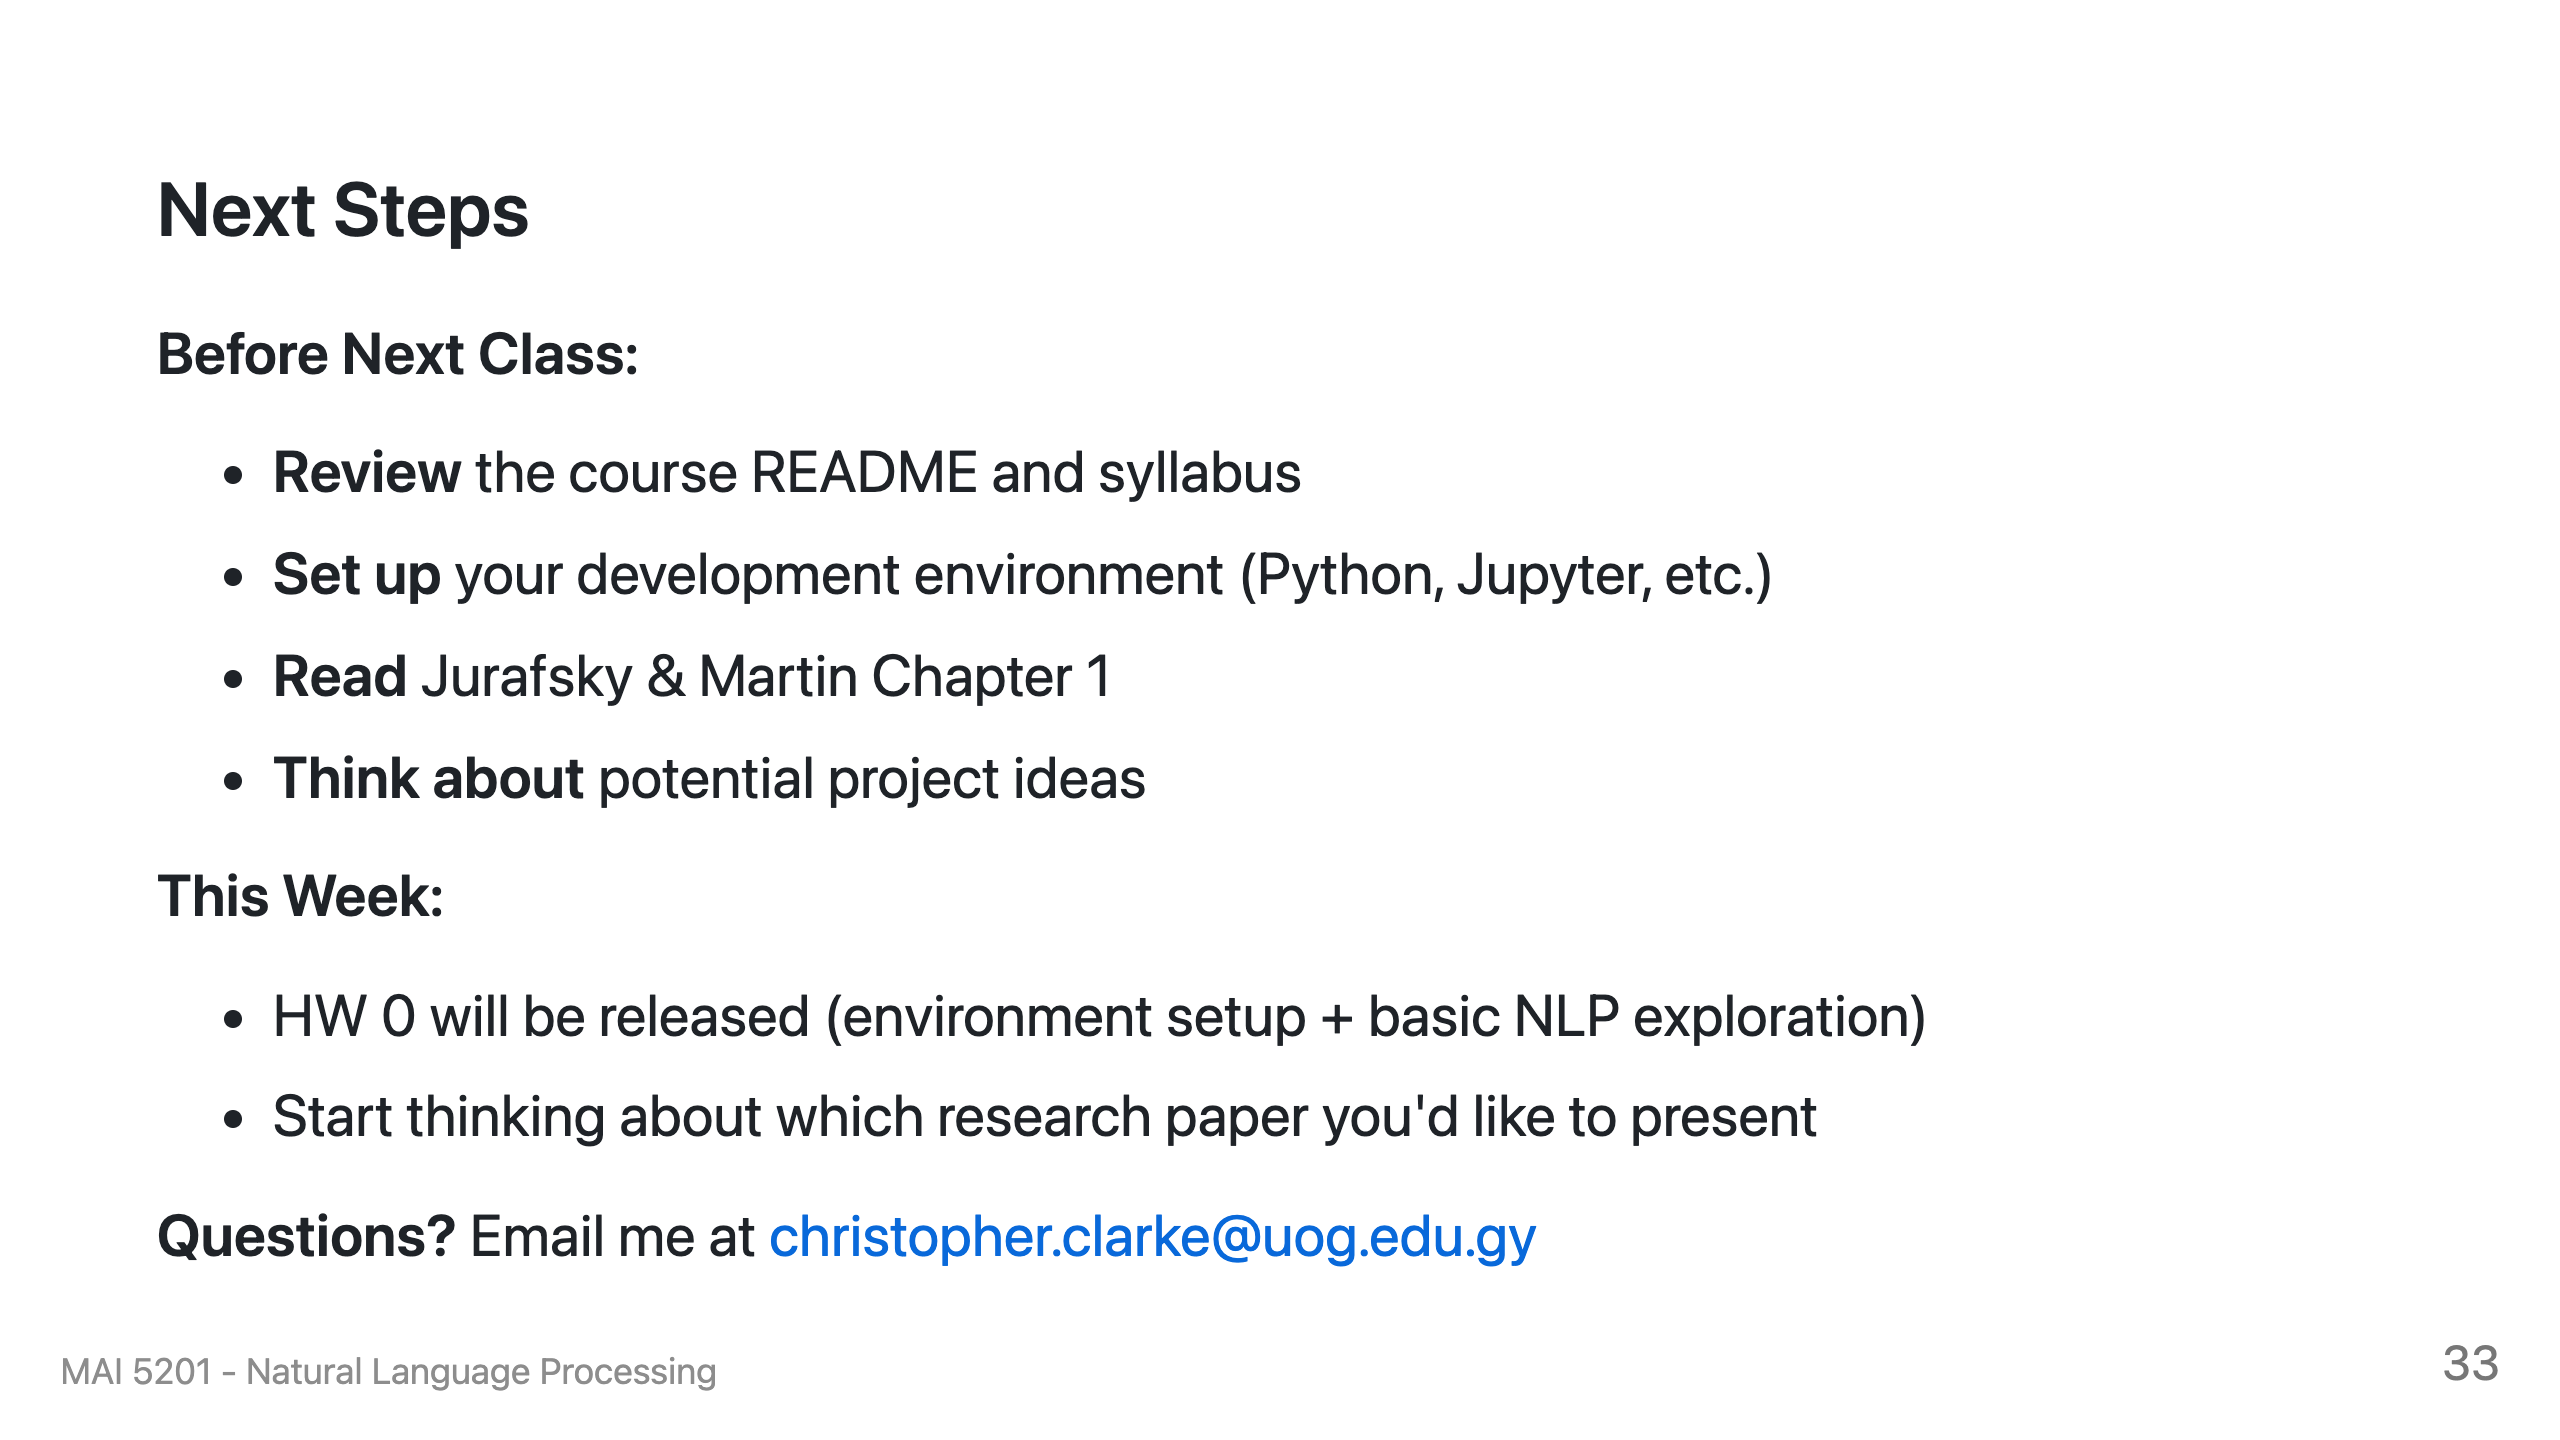 Next Steps
Before Next Class:
• Review the course README and syllabus
• Set up your development environment (Python, Jupyter, etc.)
• Read Jurafsky & Martin Chapter 1
• Think about potential project ideas
This Week:
• HW 0 will be released (environment setup + basic NLP exploration)
• Start thinking about which research paper you'd like to present
Questions? Email me at christopher.clarke@uog.edu.gy
MAI 5201 - Natural Language Processing
33